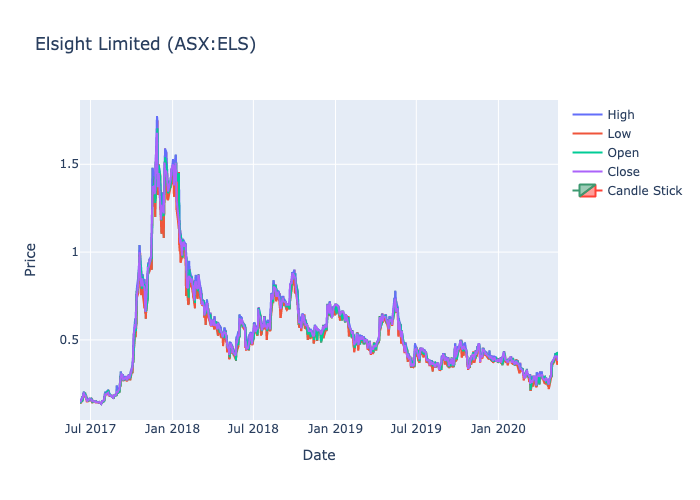 Elsight Limited (ASX:ELS)
High
Low
Open
Close
Candle Stick
1.5
1
0.5
Price
Jul 2017
Jan 2018
Jul 2018
Jan 2019
Jul 2019
Jan 2020
Date